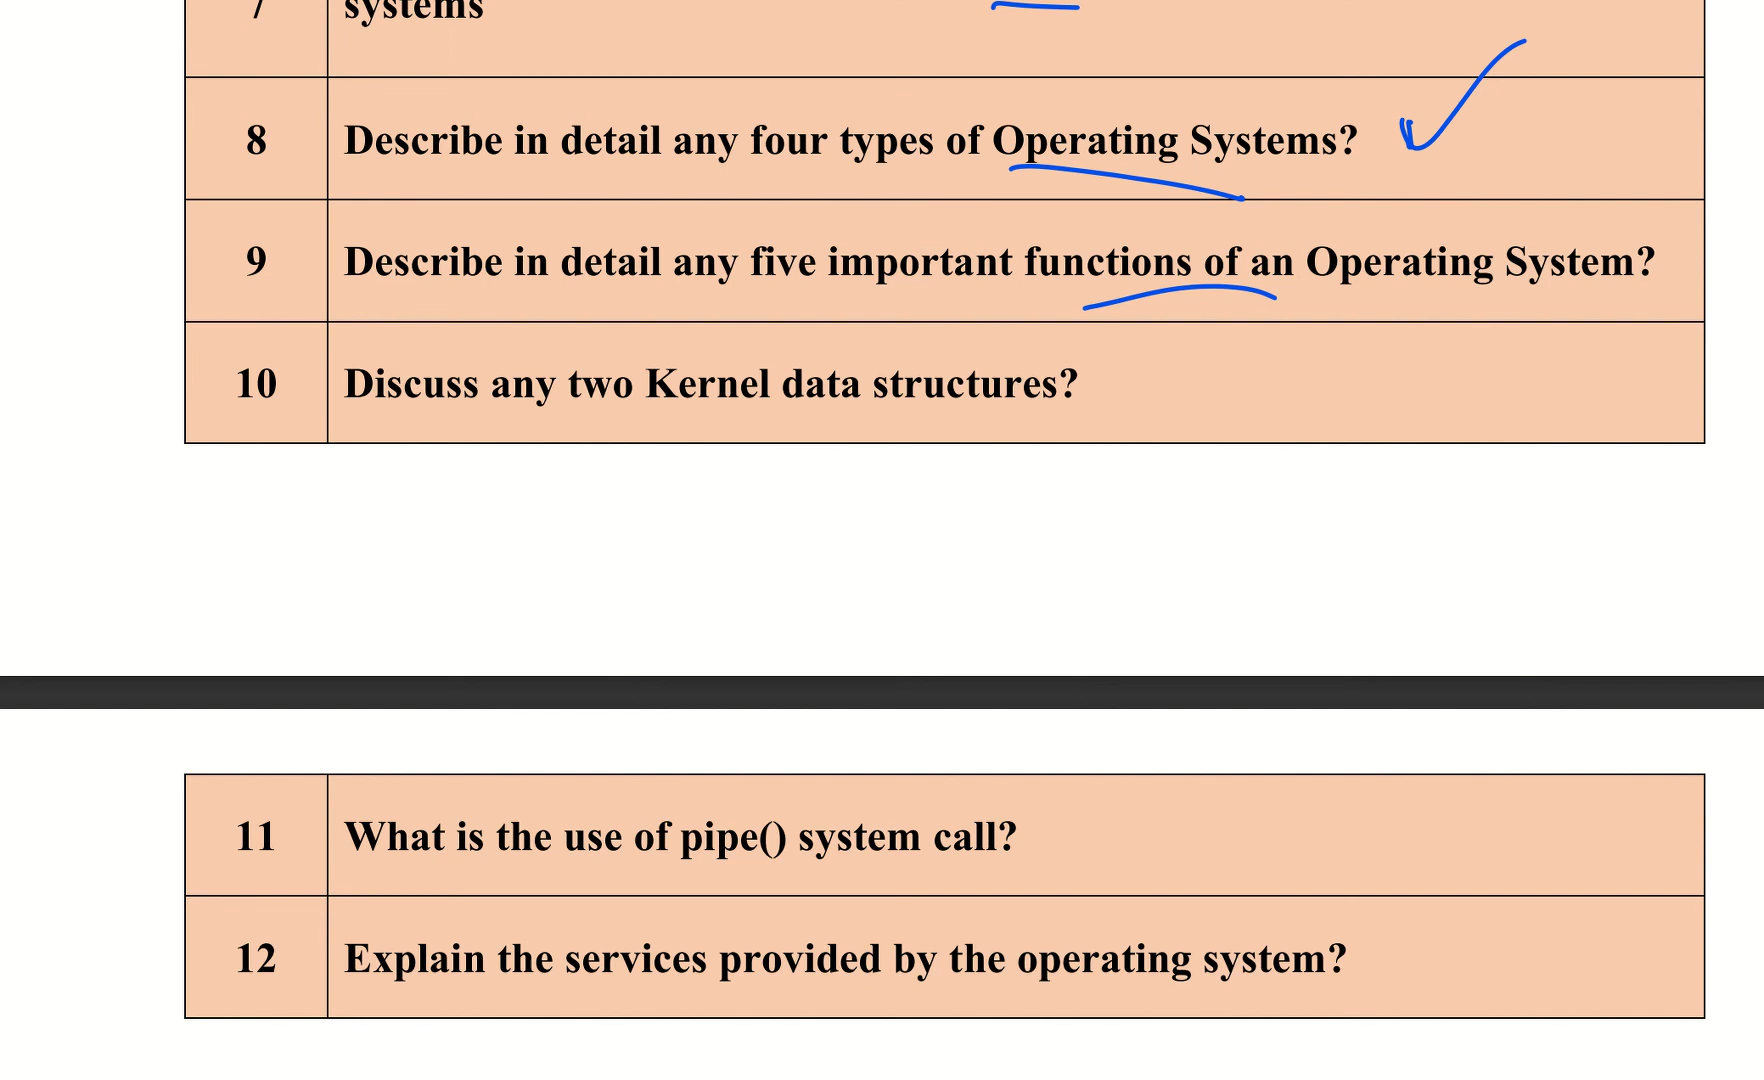 7 systems
8 Describe in detail any four types of Operating Systems?
9 Describe in detail any five important functions of an Operating System?
10 Discuss any two Kernel data structures?
11 What is the use of pipe() system call?
12 Explain the services provided by the operating system?